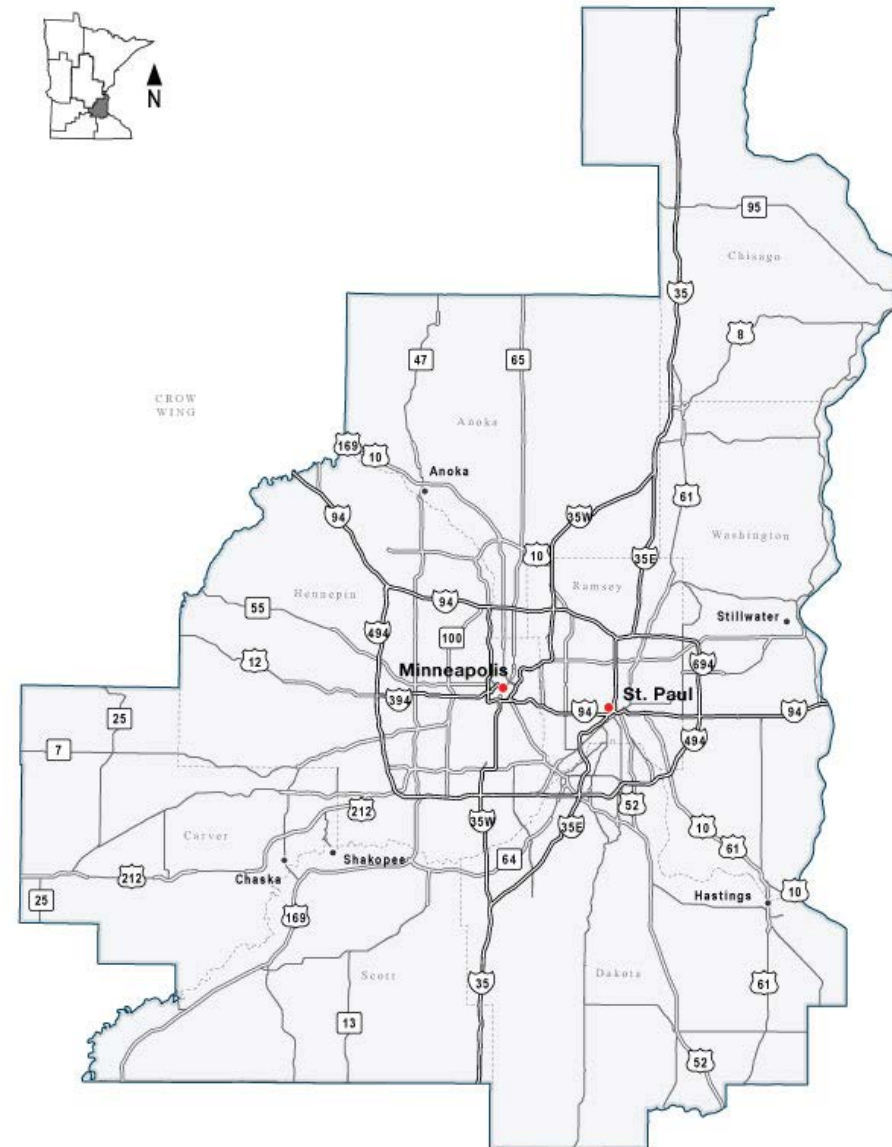 N
95
Chisago
35
8
47
65
CROW
WING
Anoka
169
10
Anoka
61
94
35W
Washington
10
35E
Ramsey
Hennepin
94
55
Stillwater
494
100
12
694
Minneapolis
St. Paul
394
25
94
94
7
494
212
52
Carver
35W
35E
10
Shakopee
64
61
212
Chaska
10
25
Hastings
169
Scott
35
Dakota
61
13
52